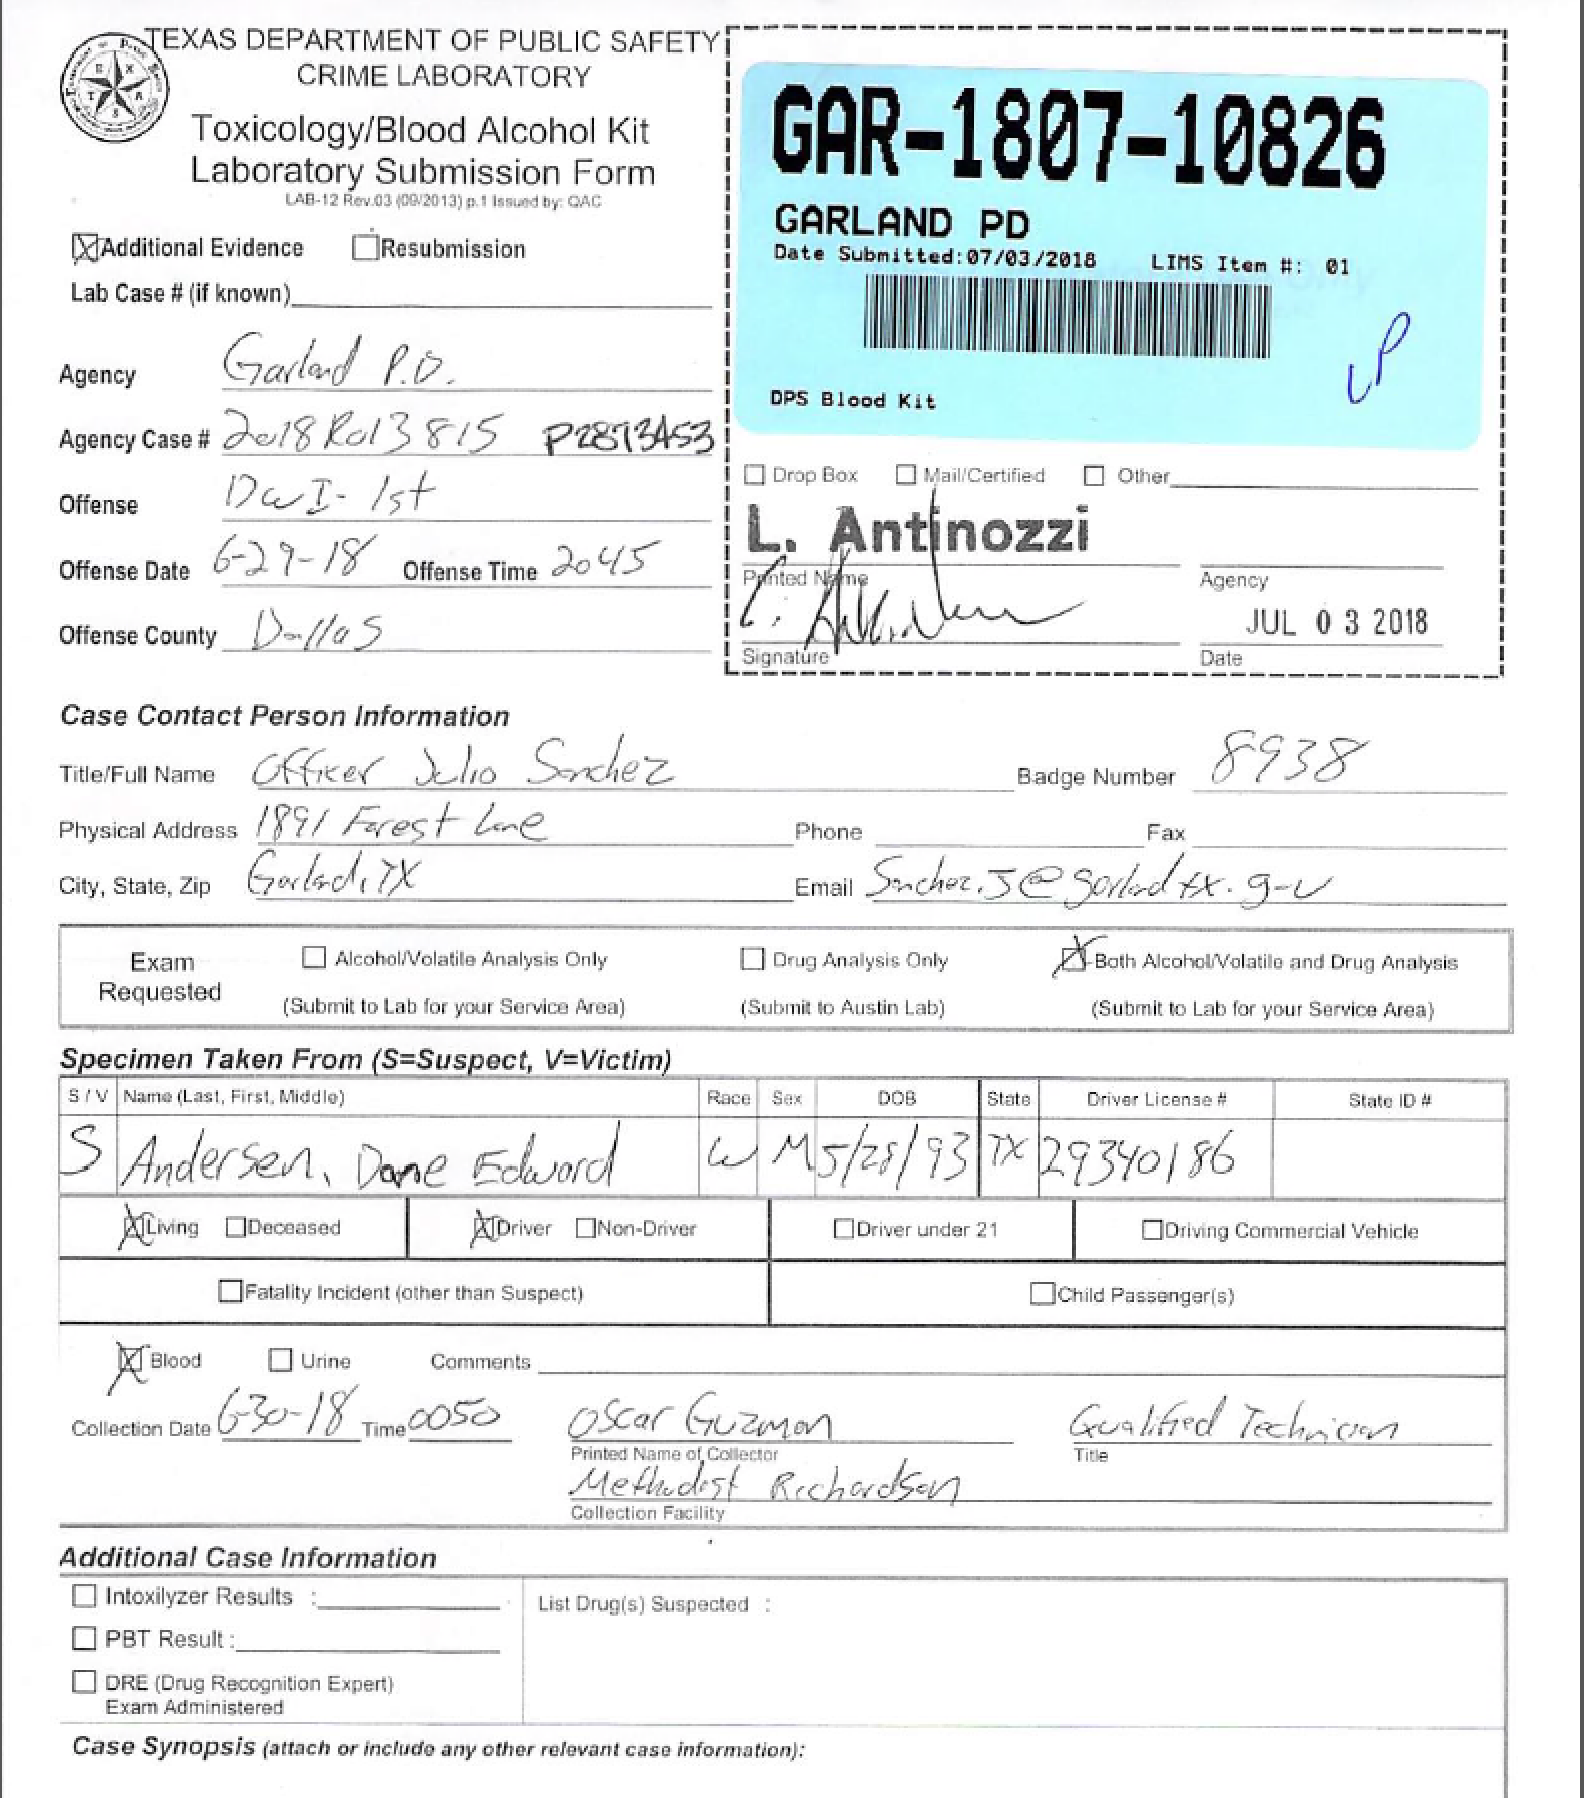 TEXAS DEPARTMENT OF PUBLIC SAFETY
CRIME LABORATORY
Toxicology/Blood Alcohol Kit
Laboratory Submission Form
LAB-12 Rev.03 (09/2013) p.1 Issued by: QAC
Additional Evidence Resubmission
Lab Case # (if known)
Agency Garland P.D.
Agency Case # 2018R013815 P2873453
Offense DWI- 1st
Offense Date 6-29-18 Offense Time 2045
Offense County Dallas
GAR-1807-10826
GARLAND PD
Date Submitted:07/03/2018 LIMS Item #: 01
LP
DPS Blood Kit
Drop Box Mail/Certified Other
L. Antinozzi
Printed Name Agency
JUL 03 2018
Signature Date
Case Contact Person Information
Title/Full Name Officer Julio Sanchez Badge Number 8938
Physical Address 1891 Forest Lane Phone Fax
City, State, Zip Garland, TX Email Sanchez.J@garlandtx.gov
Exam Requested
Alcohol/Volatile Analysis Only Drug Analysis Only Both Alcohol/Volatile and Drug Analysis
(Submit to Lab for your Service Area) (Submit to Austin Lab) (Submit to Lab for your Service Area)
Specimen Taken From (S=Suspect, V=Victim)
S / V Name (Last, First, Middle) Race Sex DOB State Driver License # State ID #
S Andersen, Dane Edward W M 5/28/93 TX 29340186
Living Deceased Driver Non-Driver Driver under 21 Driving Commercial Vehicle
Fatality Incident (other than Suspect) Child Passenger(s)
Blood Urine Comments
Collection Date 6-30-18 Time 0050 Oscar Guzman Qualified Technician
Printed Name of Collector Title
Methodist Richardson
Collection Facility
Additional Case Information
Intoxilyzer Results : List Drug(s) Suspected :
PBT Result :
DRE (Drug Recognition Expert)
Exam Administered
Case Synopsis (attach or include any other relevant case information):